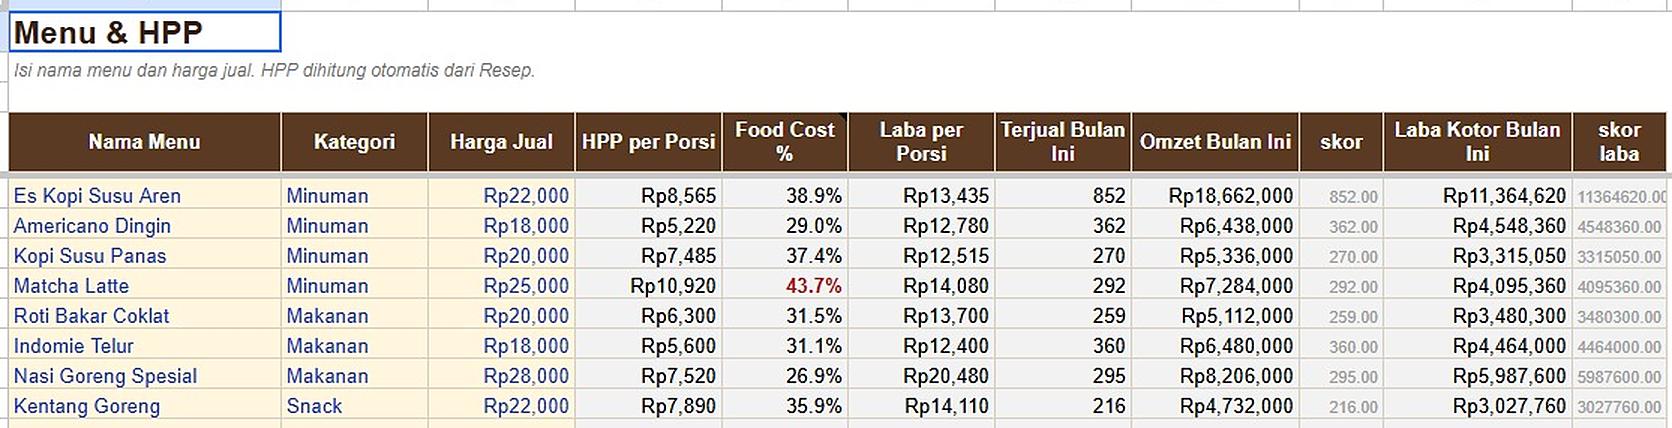 Menu & HPP
Isi nama menu dan harga jual. HPP dihitung otomatis dari Resep.
Nama Menu Kategori Harga Jual HPP per Porsi Food Cost % Laba per Porsi Terjual Bulan Ini Omzet Bulan Ini skor Laba Kotor Bulan Ini skor laba
Es Kopi Susu Aren Minuman Rp22,000 Rp8,565 38.9% Rp13,435 852 Rp18,662,000 852.00 Rp11,364,620 11364620.00
Americano Dingin Minuman Rp18,000 Rp5,220 29.0% Rp12,780 362 Rp6,438,000 362.00 Rp4,548,360 4548360.00
Kopi Susu Panas Minuman Rp20,000 Rp7,485 37.4% Rp12,515 270 Rp5,336,000 270.00 Rp3,315,050 3315050.00
Matcha Latte Minuman Rp25,000 Rp10,920 43.7% Rp14,080 292 Rp7,284,000 292.00 Rp4,095,360 4095360.00
Roti Bakar Coklat Makanan Rp20,000 Rp6,300 31.5% Rp13,700 259 Rp5,112,000 259.00 Rp3,480,300 3480300.00
Indomie Telur Makanan Rp18,000 Rp5,600 31.1% Rp12,400 360 Rp6,480,000 360.00 Rp4,464,000 4464000.00
Nasi Goreng Spesial Makanan Rp28,000 Rp7,520 26.9% Rp20,480 295 Rp8,206,000 295.00 Rp5,987,600 5987600.00
Kentang Goreng Snack Rp22,000 Rp7,890 35.9% Rp14,110 216 Rp4,732,000 216.00 Rp3,027,760 3027760.00